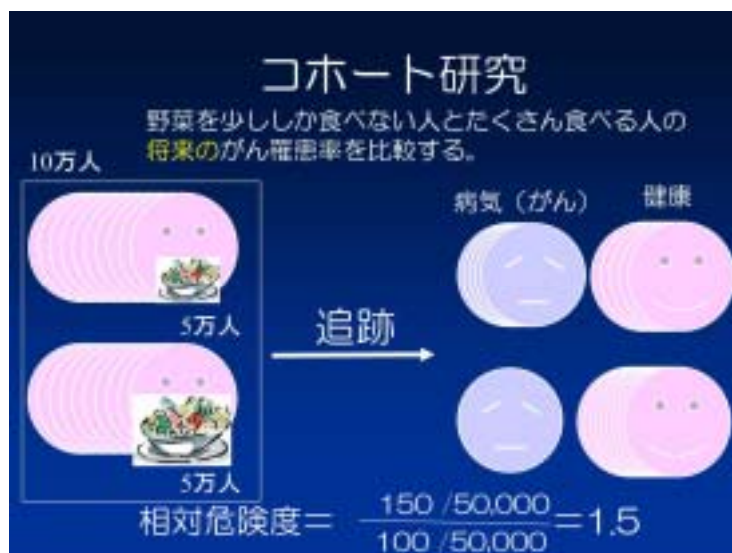 コホート研究
野菜を少ししか食べない人とたくさん食べる人の
将来のがん罹患率を比較する。
10万人
病気（がん）
健康
5万人
追跡
5万人
相対危険度＝ 150 /50,000 ＝1.5
100 /50,000